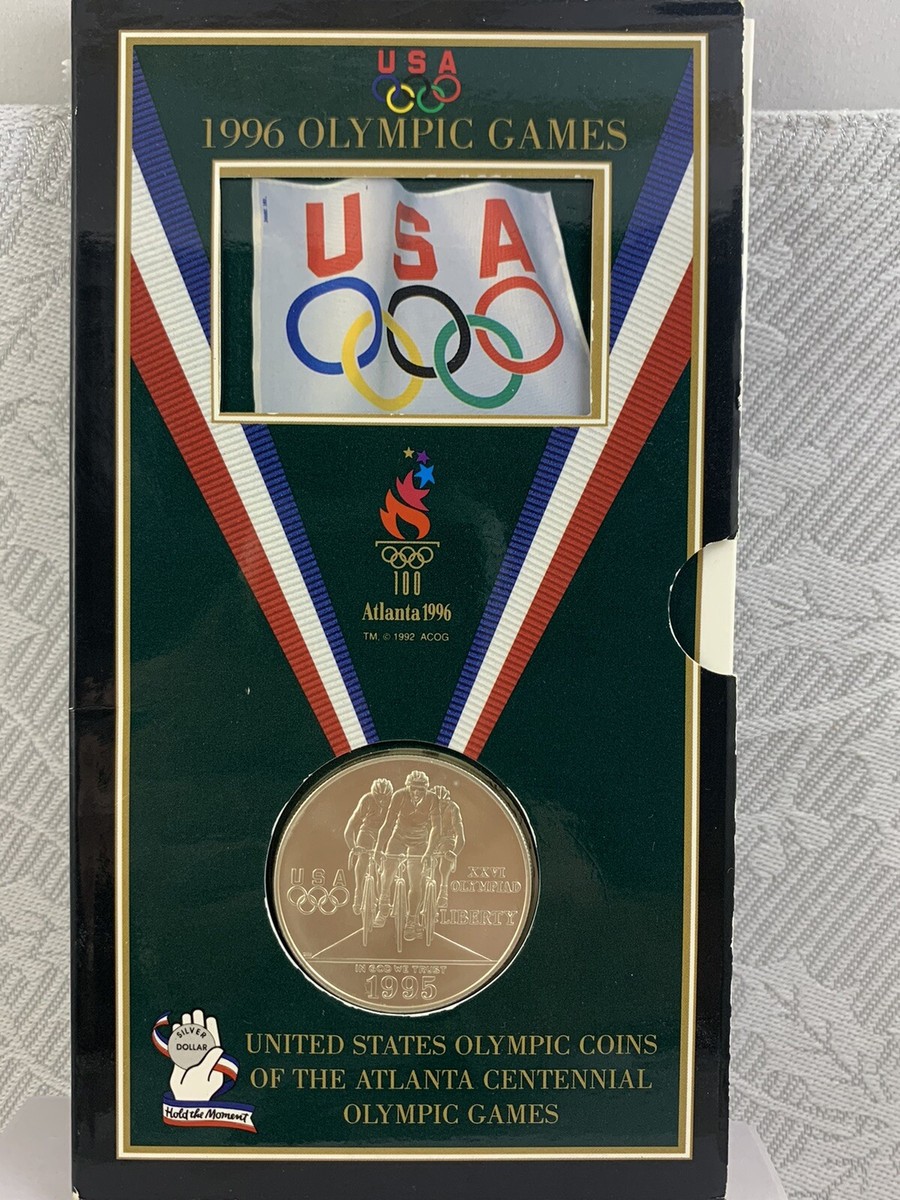 USA
1996 OLYMPIC GAMES
USA
100
Atlanta 1996
TM, © 1992 ACOG
USA
XXVI
OLYMPIAD
LIBERTY
IN GOD WE TRUST
1995
SILVER
DOLLAR
Hold the Moment
UNITED STATES OLYMPIC COINS
OF THE ATLANTA CENTENNIAL
OLYMPIC GAMES